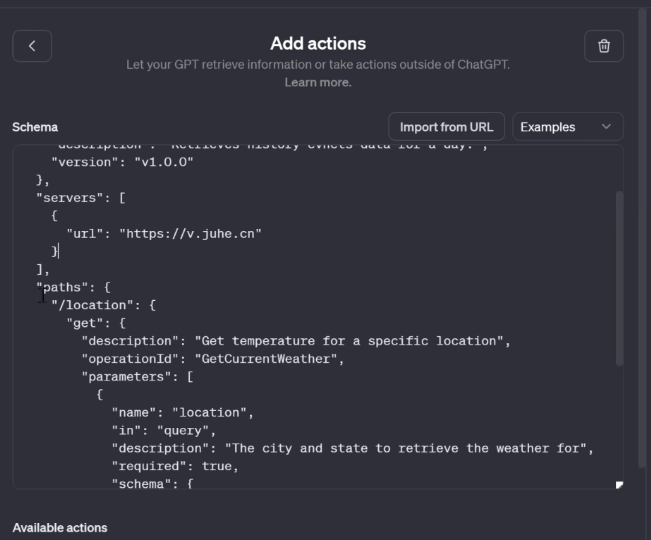 Add actions
Let your GPT retrieve information or take actions outside of ChatGPT.
Learn more.
Schema
Import from URL
Examples
"description": "Retrieves history evnets data for a day.",
"version": "v1.0.0"
},
"servers": [
{
"url": "https://v.juhe.cn"
}
],
"paths": {
"/location": {
"get": {
"description": "Get temperature for a specific location",
"operationId": "GetCurrentWeather",
"parameters": [
{
"name": "location",
"in": "query",
"description": "The city and state to retrieve the weather for",
"required": true,
"schema": {
Available actions